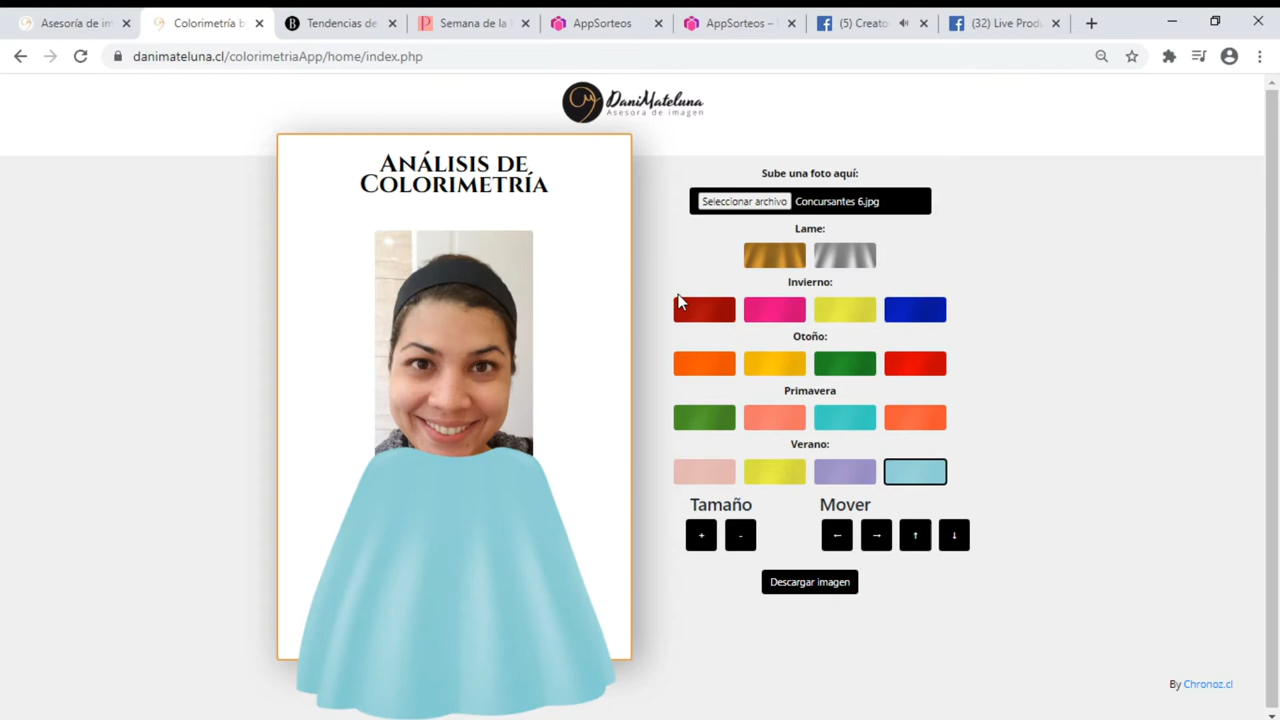 Asesoría de im
Colorimetría b
Tendencias de
Semana de la
AppSorteos
AppSorteos –
(5) Creato
(32) Live Produ
danimateluna.cl/colorimetriaApp/home/index.php
DaniMateluna
Asesora de imagen
Análisis de
Colorimetría
Sube una foto aquí:
Seleccionar archivo Concursantes 6.jpg
Lame:
Invierno:
Otoño:
Primavera
Verano:
Tamaño Mover
+ - ← → ↑ ↓
Descargar imagen
By Chronoz.cl